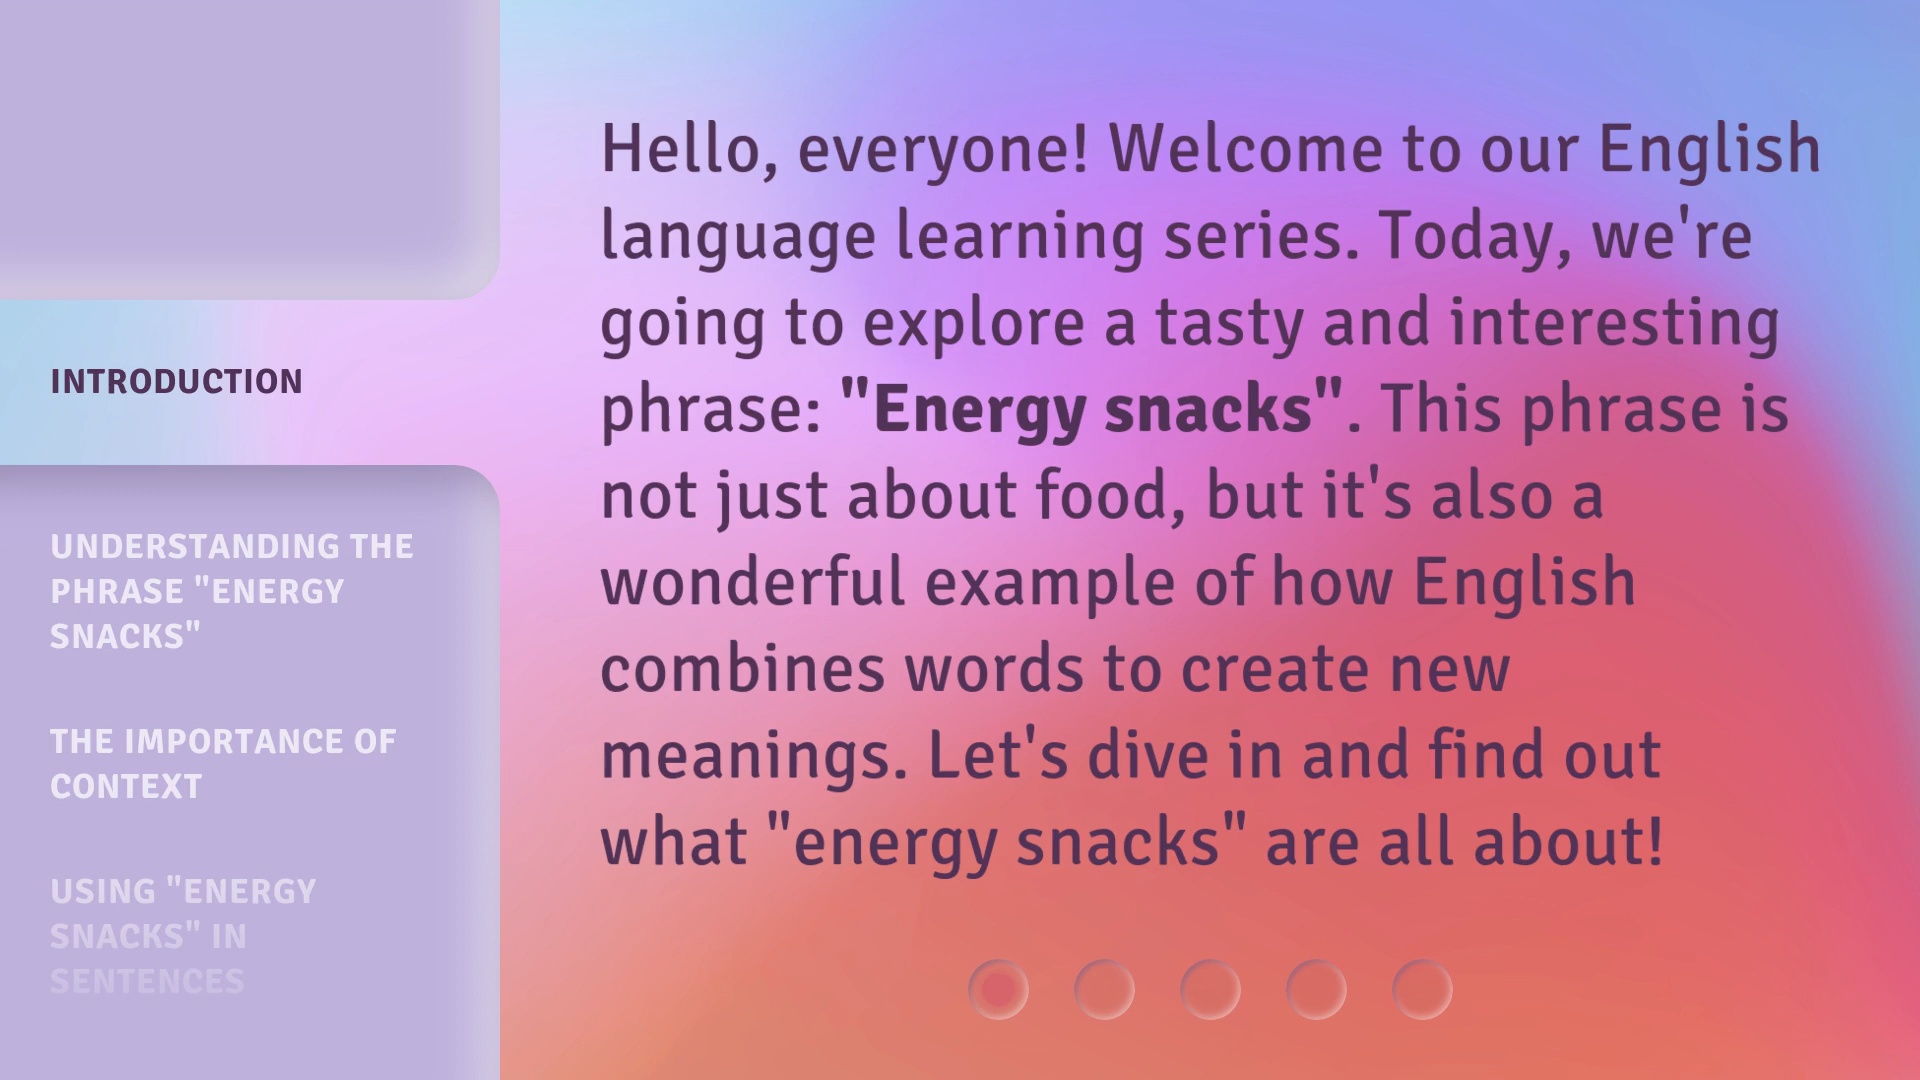 INTRODUCTION
UNDERSTANDING THE
PHRASE "ENERGY
SNACKS"
THE IMPORTANCE OF
CONTEXT
USING "ENERGY
SNACKS" IN
SENTENCES
Hello, everyone! Welcome to our English
language learning series. Today, we're
going to explore a tasty and interesting
phrase: "Energy snacks". This phrase is
not just about food, but it's also a
wonderful example of how English
combines words to create new
meanings. Let's dive in and find out
what "energy snacks" are all about!